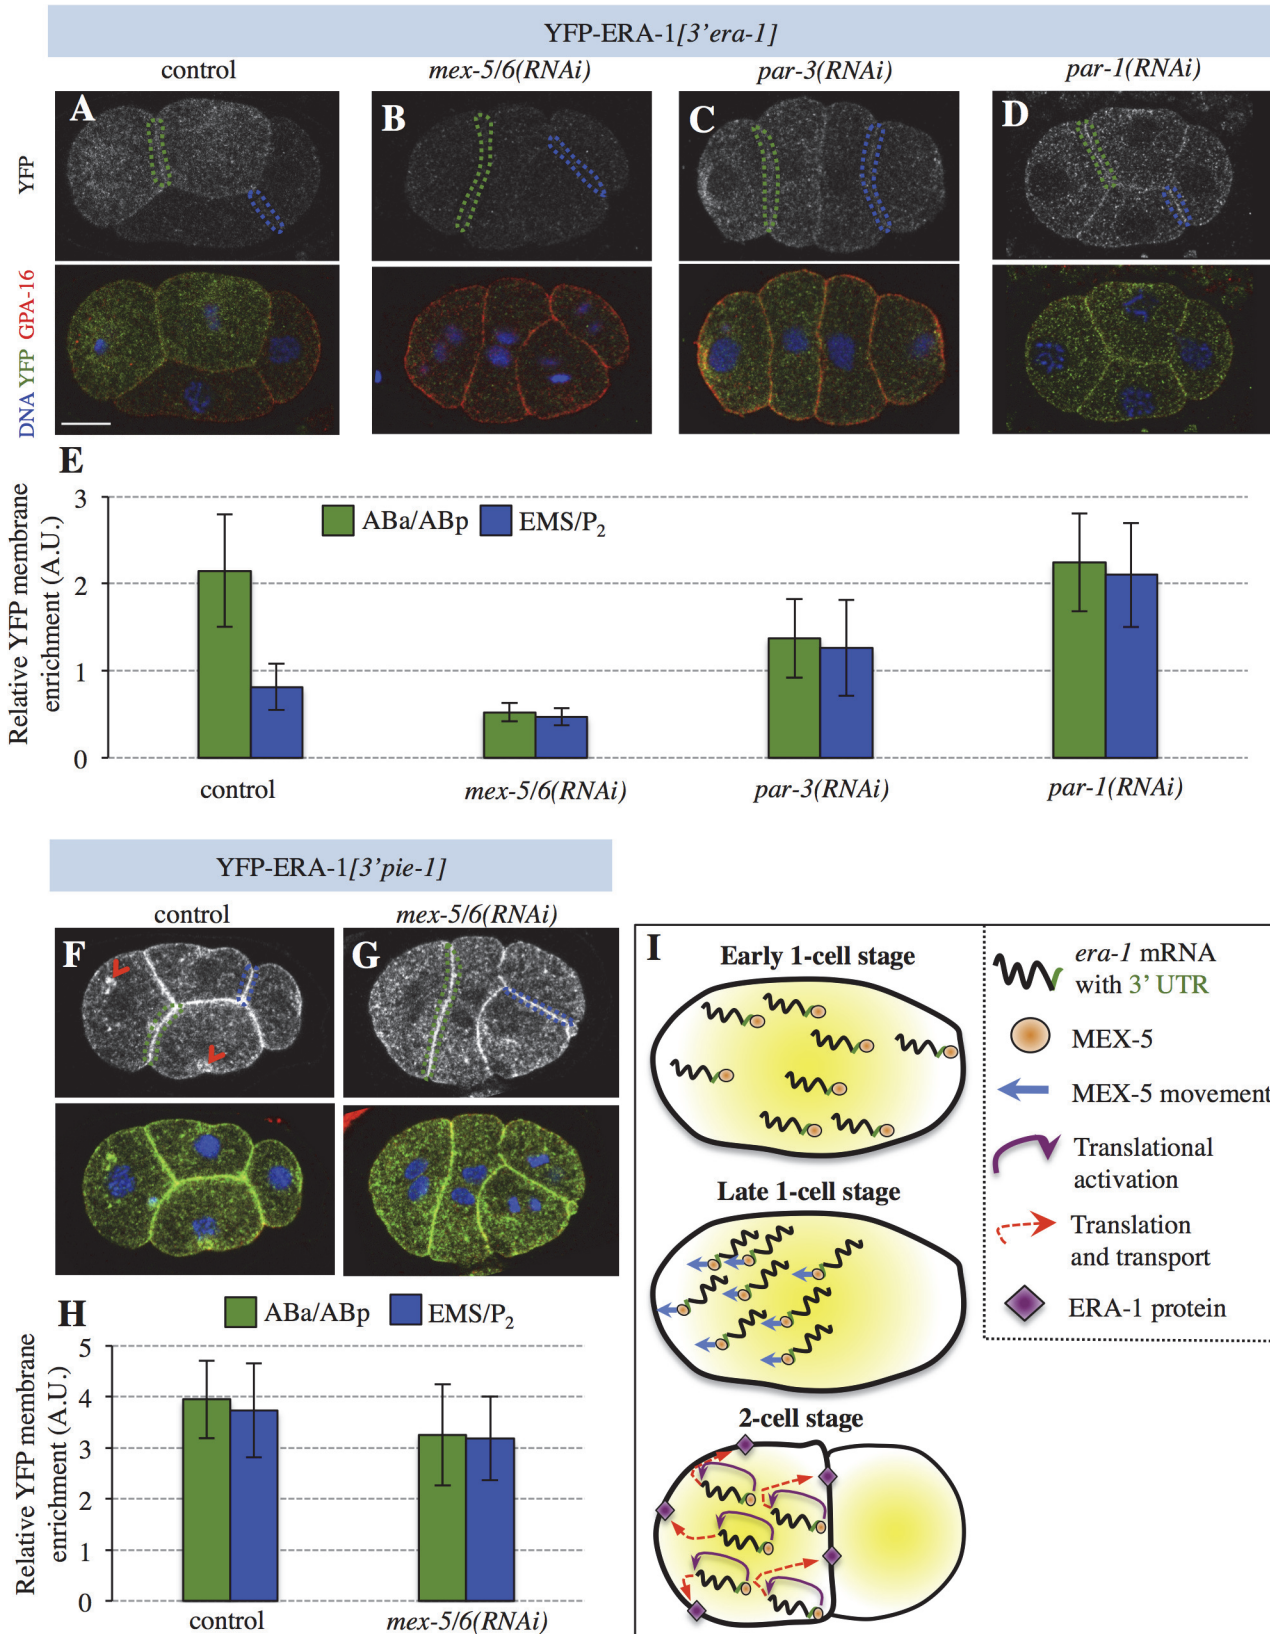 YFP-ERA-1[3’era-1]
control
mex-5/6(RNAi)
par-3(RNAi)
par-1(RNAi)
A
B
C
D
YFP
DNA YFP GPA-16
E
Relative YFP membrane
enrichment (A.U.)
3
2
1
0
ABa/ABp
EMS/P₂
control
mex-5/6(RNAi)
par-3(RNAi)
par-1(RNAi)
YFP-ERA-1[3’pie-1]
control
mex-5/6(RNAi)
F
G
H
ABa/ABp
EMS/P₂
Relative YFP membrane
enrichment (A.U.)
5
4
3
2
1
0
control
mex-5/6(RNAi)
I
Early 1-cell stage
Late 1-cell stage
2-cell stage
era-1 mRNA
with 3’ UTR
MEX-5
MEX-5 movement
Translational
activation
Translation
and transport
ERA-1 protein